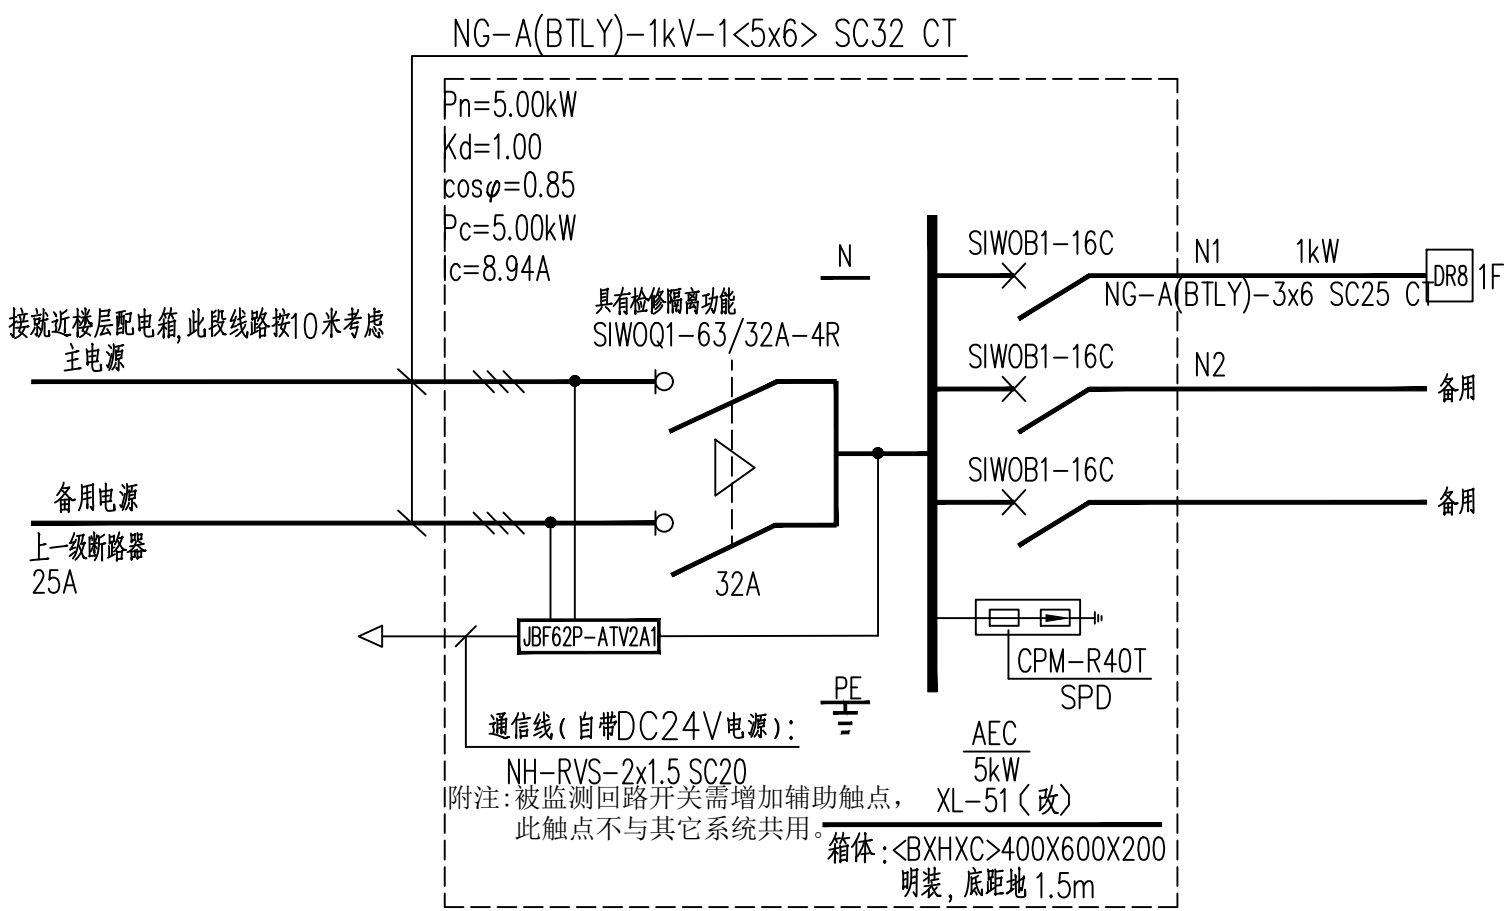 NG-A(BTLY)-1kV-1<5x6> SC32 CT
Pn=5.00kW
Kd=1.00
cosφ=0.85
Pc=5.00kW
Ic=8.94A
具有检修隔离功能
SIWOQ1-63/32A-4R
N
SIWOB1-16C
N1 1kW
DR8 1F
NG-A(BTLY)-3x6 SC25 CT
接就近楼层配电箱,此段线路按10米考虑
主电源
SIWOB1-16C
N2
备用
SIWOB1-16C
备用
备用电源
上一级断路器
25A
32A
JBF62P-ATV2A1
CPM-R40T
SPD
PE
通信线(自带DC24V电源):
NH-RVS-2x1.5 SC20
附注:被监测回路开关需增加辅助触点,
此触点不与其它系统共用。
AEC
5kW
XL-51(改)
箱体:<BXHXC>400X600X200
明装,底距地1.5m